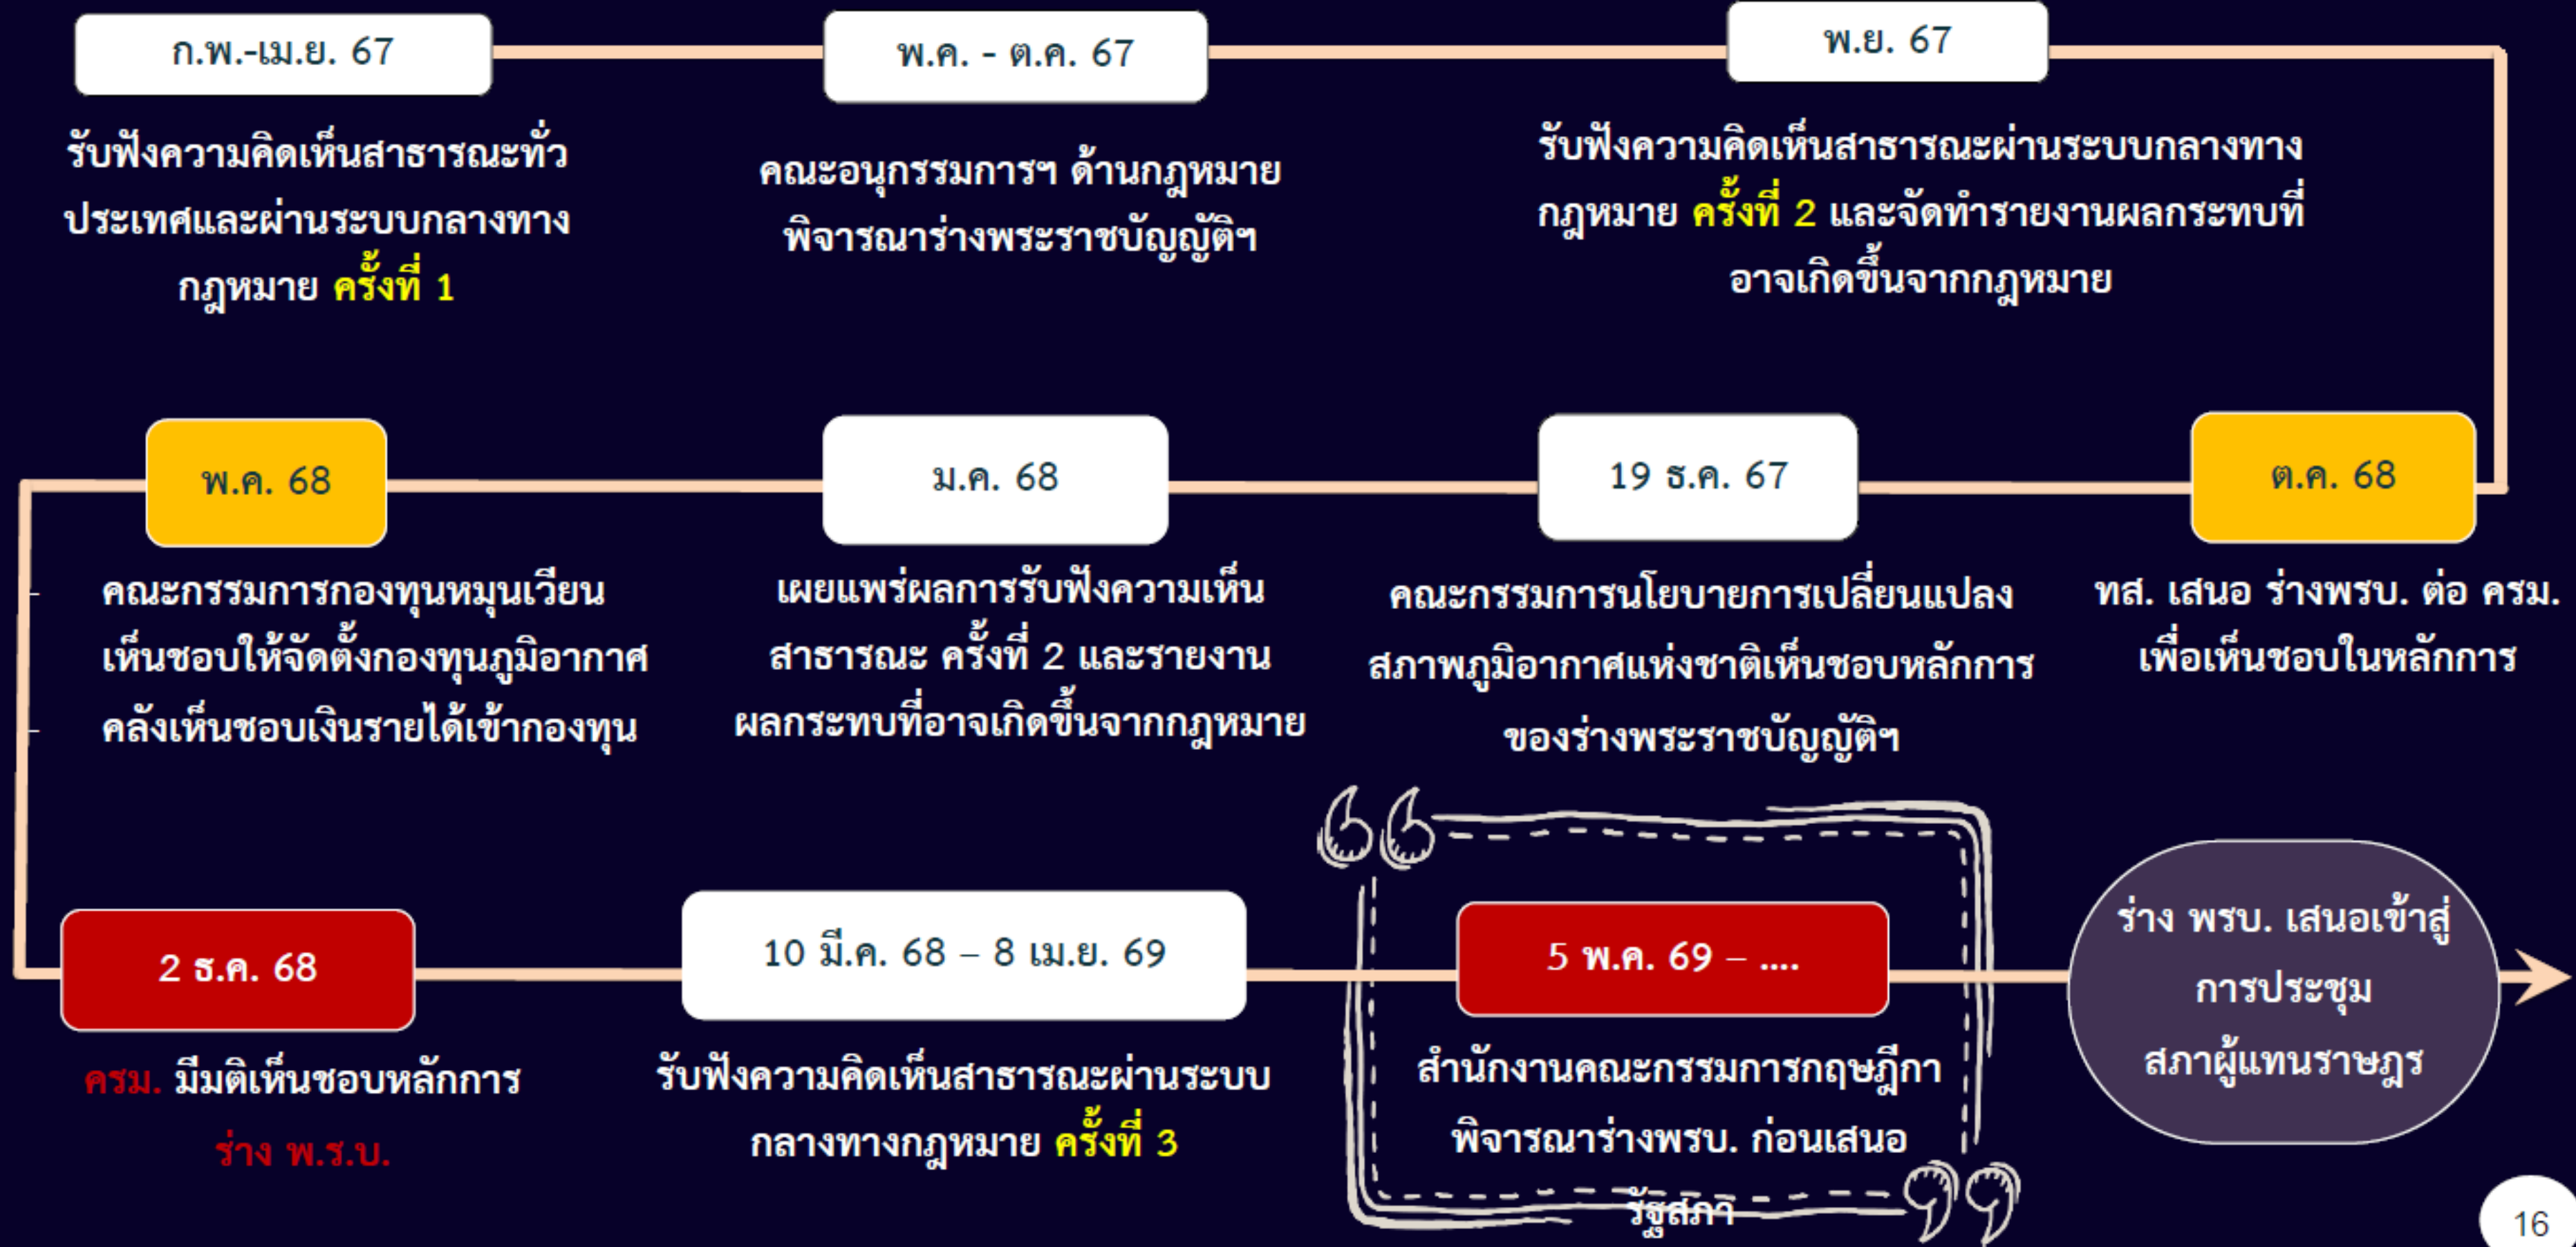 ก.พ.-เม.ย. 67
รับฟังความคิดเห็นสาธารณะทั่ว
ประเทศและผ่านระบบกลางทาง
กฎหมาย ครั้งที่ 1
พ.ค. - ต.ค. 67
คณะอนุกรรมการฯ ด้านกฎหมาย
พิจารณาร่างพระราชบัญญัติฯ
พ.ย. 67
รับฟังความคิดเห็นสาธารณะผ่านระบบกลางทาง
กฎหมาย ครั้งที่ 2 และจัดทำรายงานผลกระทบที่
อาจเกิดขึ้นจากกฎหมาย
พ.ค. 68
- คณะกรรมการกองทุนหมุนเวียน
เห็นชอบให้จัดตั้งกองทุนภูมิอากาศ
- คลังเห็นชอบเงินรายได้เข้ากองทุน
ม.ค. 68
เผยแพร่ผลการรับฟังความเห็น
สาธารณะ ครั้งที่ 2 และรายงาน
ผลกระทบที่อาจเกิดขึ้นจากกฎหมาย
19 ธ.ค. 67
คณะกรรมการนโยบายการเปลี่ยนแปลง
สภาพภูมิอากาศแห่งชาติเห็นชอบหลักการ
ของร่างพระราชบัญญัติฯ
ต.ค. 68
ทส. เสนอ ร่างพรบ. ต่อ ครม.
เพื่อเห็นชอบในหลักการ
2 ธ.ค. 68
ครม. มีมติเห็นชอบหลักการ
ร่าง พ.ร.บ.
10 มี.ค. 68 – 8 เม.ย. 69
รับฟังความคิดเห็นสาธารณะผ่านระบบ
กลางทางกฎหมาย ครั้งที่ 3
5 พ.ค. 69 – ....
สำนักงานคณะกรรมการกฤษฎีกา
พิจารณาร่างพรบ. ก่อนเสนอ
รัฐสภา
ร่าง พรบ. เสนอเข้าสู่
การประชุม
สภาผู้แทนราษฎร
16